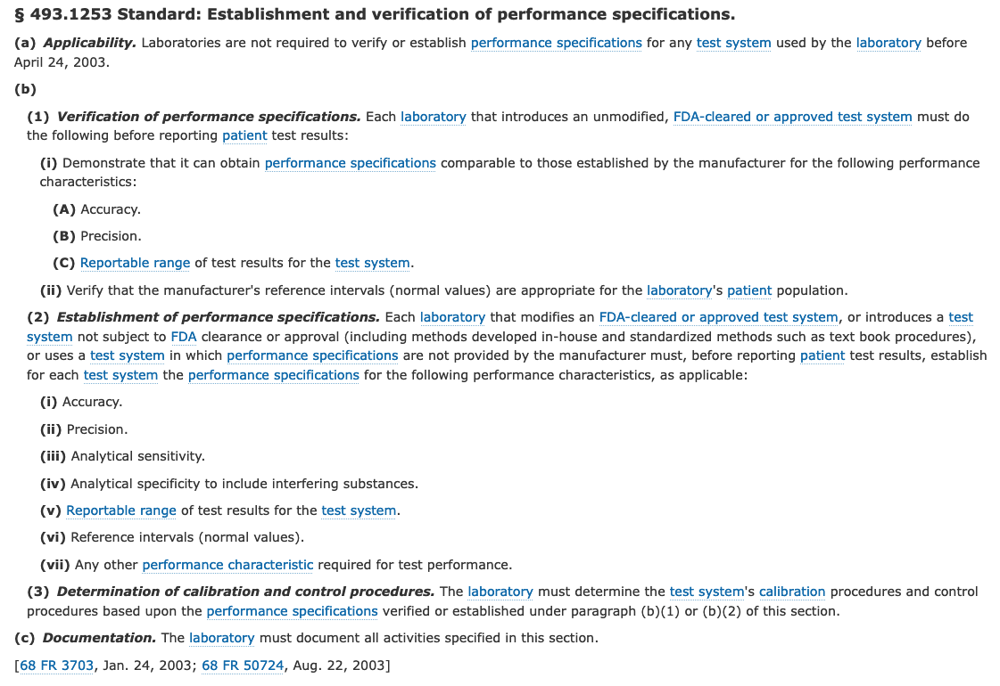 § 493.1253 Standard: Establishment and verification of performance specifications.
(a) Applicability. Laboratories are not required to verify or establish performance specifications for any test system used by the laboratory before
April 24, 2003.
(b)
(1) Verification of performance specifications. Each laboratory that introduces an unmodified, FDA-cleared or approved test system must do
the following before reporting patient test results:
(i) Demonstrate that it can obtain performance specifications comparable to those established by the manufacturer for the following performance
characteristics:
(A) Accuracy.
(B) Precision.
(C) Reportable range of test results for the test system.
(ii) Verify that the manufacturer's reference intervals (normal values) are appropriate for the laboratory's patient population.
(2) Establishment of performance specifications. Each laboratory that modifies an FDA-cleared or approved test system, or introduces a test
system not subject to FDA clearance or approval (including methods developed in-house and standardized methods such as text book procedures),
or uses a test system in which performance specifications are not provided by the manufacturer must, before reporting patient test results, establish
for each test system the performance specifications for the following performance characteristics, as applicable:
(i) Accuracy.
(ii) Precision.
(iii) Analytical sensitivity.
(iv) Analytical specificity to include interfering substances.
(v) Reportable range of test results for the test system.
(vi) Reference intervals (normal values).
(vii) Any other performance characteristic required for test performance.
(3) Determination of calibration and control procedures. The laboratory must determine the test system's calibration procedures and control
procedures based upon the performance specifications verified or established under paragraph (b)(1) or (b)(2) of this section.
(c) Documentation. The laboratory must document all activities specified in this section.
[68 FR 3703, Jan. 24, 2003; 68 FR 50724, Aug. 22, 2003]